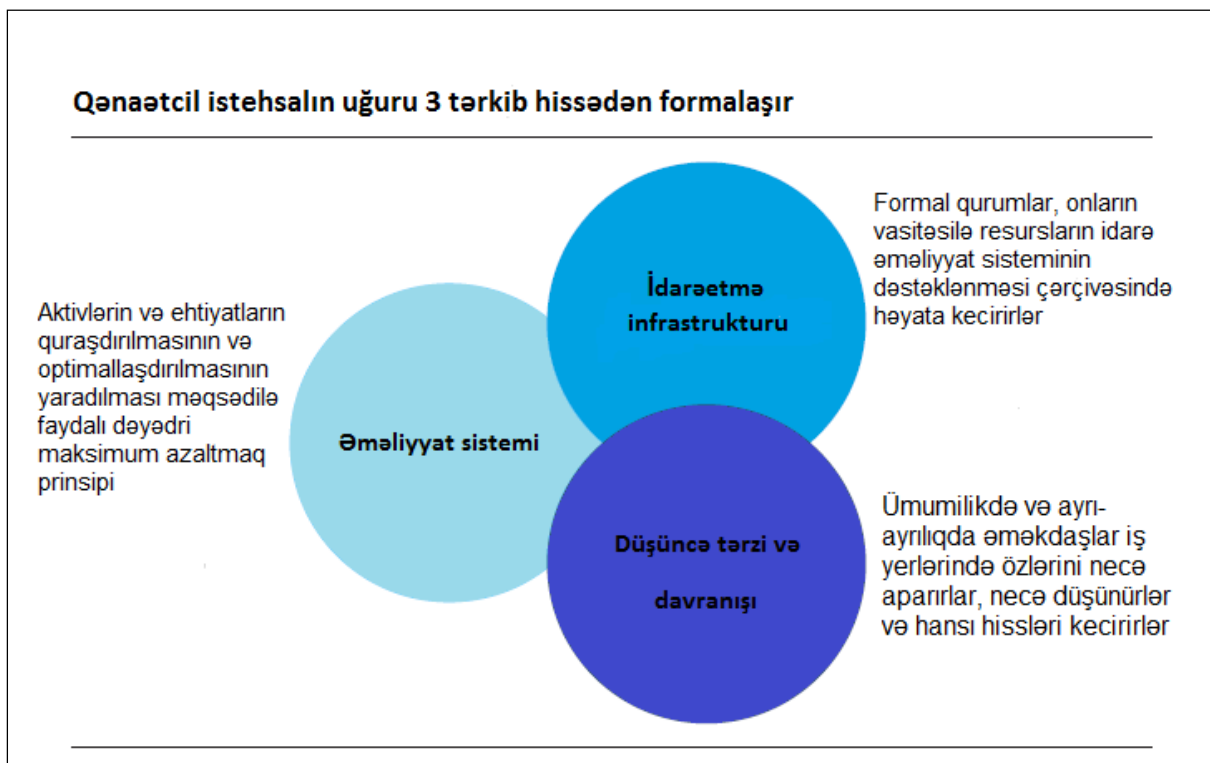 Qənaətcil istehsalın uğuru 3 tərkib hissədən formalaşır
Aktivlərin və ehtiyatların
quraşdırılmasının və
optimallaşdırılmasının
yaradılması məqsədilə
faydalı dəyədri
maksimum azaltmaq
prinsipi
Əməliyyat sistemi
İdarəetmə
infrastrukturu
Formal qurumlar, onların
vasitəsilə resursların idarə
əməliyyat sisteminin
dəstəklənməsi çərçivəsində
həyata kecirirlər
Düşüncə tərzi və
davranışı
Ümumilikdə və ayrı-
ayrılıqda əməkdaşlar iş
yerlərində özlərini necə
aparırlar, necə düşünürlər
və hansı hissləri kecirirlər